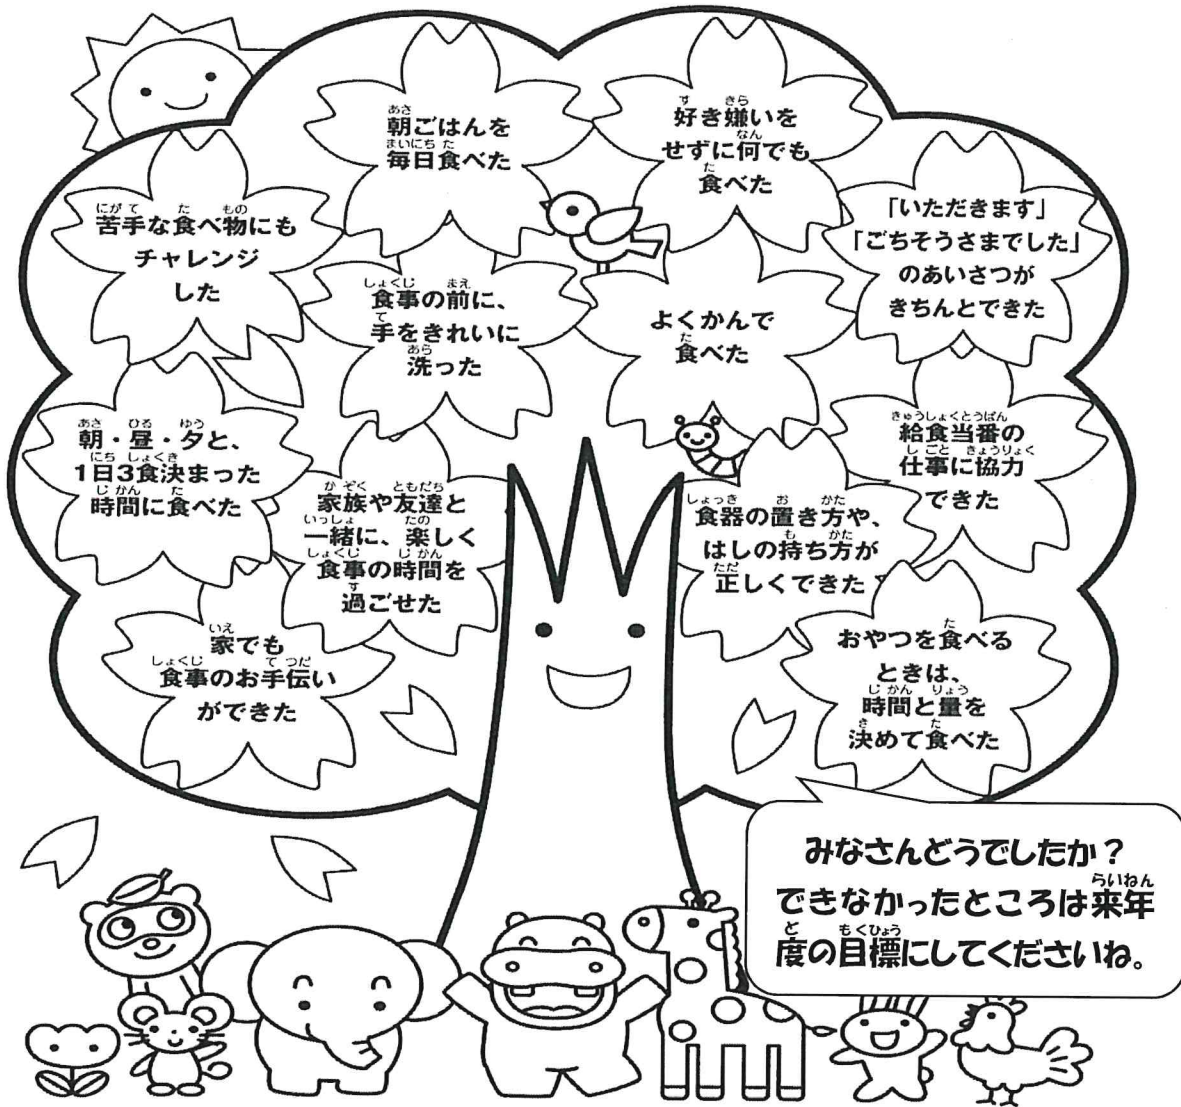 朝ごはんを
毎日食べた
好き嫌いを
せずに何でも
食べた
苦手な食べ物にも
チャレンジ
した
「いただきます」
「ごちそうさまでした」
のあいさつが
きちんとできた
食事の前に、
手をきれいに
洗った
よくかんで
食べた
朝・昼・夕と、
1日3食決まった
時間に食べた
給食当番の
仕事に協力
できた
家族や友達と
一緒に、楽しく
食事の時間を
過ごせた
食器の置き方や、
はしの持ち方が
正しくできた
家でも
食事のお手伝い
ができた
おやつを食べる
ときは、
時間と量を
決めて食べた
みなさんどうでしたか？
できなかったところは来年
度の目標にしてくださいね。